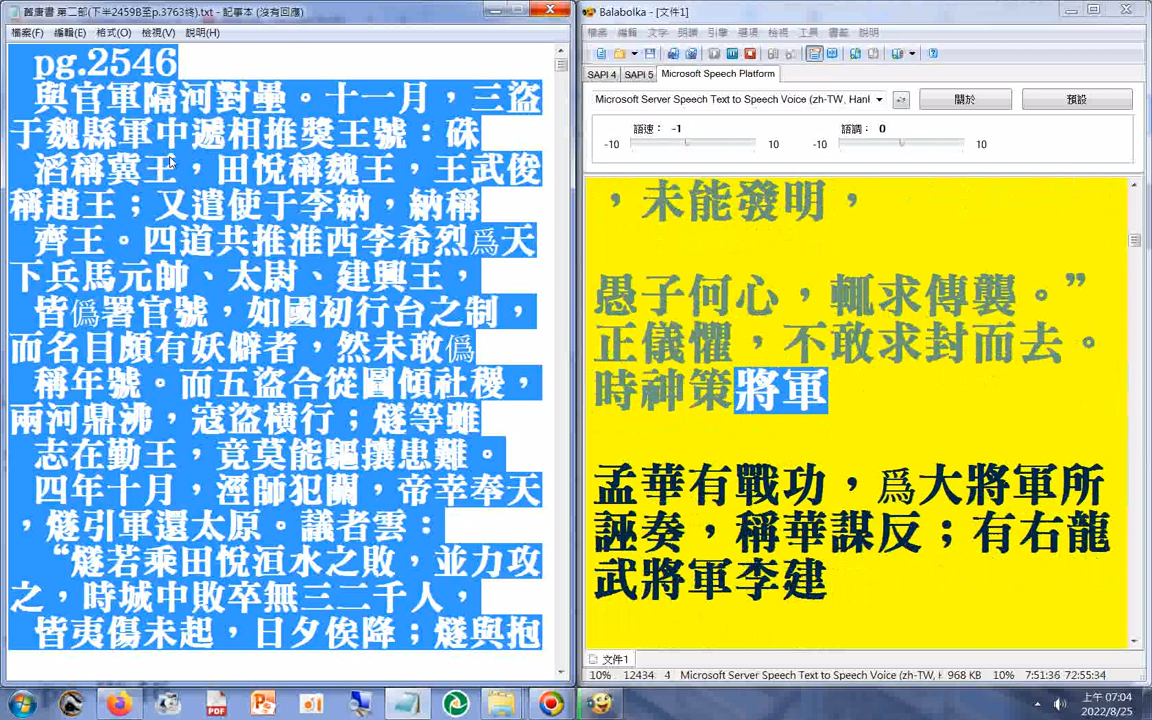 舊唐書 第二部(下半2459B至p.3763終).txt - 記事本 (沒有回應)
檔案(F) 編輯(E) 格式(O) 檢視(V) 說明(H)
pg.2546
與官軍隔河對壘。十一月，三盜
于魏縣軍中遞相推獎王號：硃
滔稱冀王，田悅稱魏王，王武俊
稱趙王；又遣使于李納，納稱
齊王。四道共推淮西李希烈爲天
下兵馬元帥、太尉、建興王，
皆僞署官號，如國初行台之制，
而名目頗有妖僻者，然未敢僞
稱年號。而五盜合從圖傾社稷，
兩河鼎沸，寇盜橫行；燧等雖
志在勤王，竟莫能驅攘患難。
四年十月，涇師犯闕，帝幸奉天
，燧引軍還太原。議者雲：
“燧若乘田悅洹水之敗，並力攻
之，時城中敗卒無三二千人，
皆夷傷未起，日夕俟降；燧與抱
Balabolka - [文件1]
檔案 編輯 文字 朗讀 引擎 選項 檢視 工具 書籤 說明
SAPI 4 SAPI 5 Microsoft Speech Platform
Microsoft Server Speech Text to Speech Voice (zh-TW, Hanl
關於
預設
語速： -1
語調： 0
-10 10 -10 10
，未能發明，
愚子何心，輒求傳襲。”
正儀懼，不敢求封而去。
時神策將軍
孟華有戰功，爲大將軍所
誣奏，稱華謀反；有右龍
武將軍李建
文件1
10% 12434 4 Microsoft Server Speech Text to Speech Voice (zh-TW, H 968 KB 10% 7:51:36 72:55:34
PDF
上午 07:04
2022/8/25